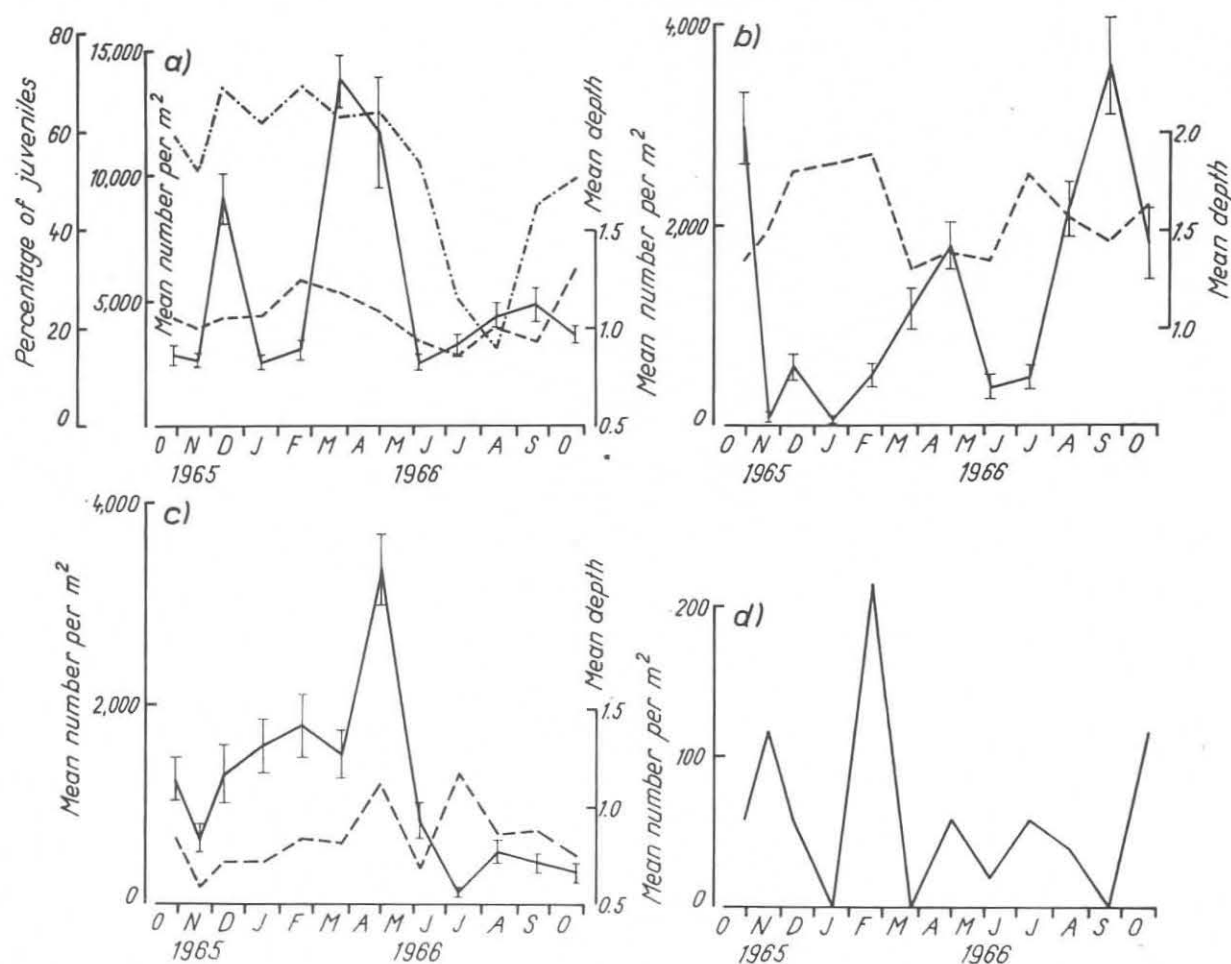 a)
Percentage of juveniles
80
60
40
20
0
Mean number per m²
15,000
10,000
5,000
Mean depth
1.5
1.0
0.5
O N D J F M A M J J A S O
1965 1966
b)
Mean number per m²
4,000
2,000
0
Mean depth
2.0
1.5
1.0
O N D J F M A M J J A S O
1965 1966
c)
Mean number per m²
4,000
2,000
0
Mean depth
1.5
1.0
0.5
O N D J F M A M J J A S O
1965 1966
d)
Mean number per m²
200
100
0
O N D J F M A M J J A S O
1965 1966